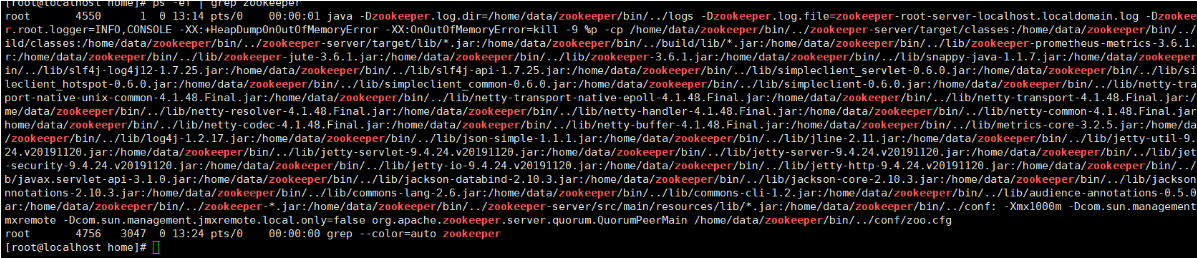 [root@localhost home]# ps -ef | grep zookeeper
root      4550     1  0 13:14 pts/0    00:00:01 java -Dzookeeper.log.dir=/home/data/zookeeper/bin/../logs -Dzookeeper.log.file=zookeeper-root-server-localhost.localdomain.log -Dzookee
r.root.logger=INFO,CONSOLE -XX:+HeapDumpOnOutOfMemoryError -XX:OnOutOfMemoryError=kill -9 %p -cp /home/data/zookeeper/bin/../zookeeper-server/target/classes:/home/data/zookeeper/bin/../bu
ild/classes:/home/data/zookeeper/bin/../zookeeper-server/target/lib/*.jar:/home/data/zookeeper/bin/../build/lib/*.jar:/home/data/zookeeper/bin/../lib/zookeeper-prometheus-metrics-3.6.1.
r:/home/data/zookeeper/bin/../lib/zookeeper-jute-3.6.1.jar:/home/data/zookeeper/bin/../lib/zookeeper-3.6.1.jar:/home/data/zookeeper/bin/../lib/snappy-java-1.1.7.jar:/home/data/zookeeper
in/../lib/slf4j-log4j12-1.7.25.jar:/home/data/zookeeper/bin/../lib/slf4j-api-1.7.25.jar:/home/data/zookeeper/bin/../lib/simpleclient_servlet-0.6.0.jar:/home/data/zookeeper/bin/../lib/si
leclient_hotspot-0.6.0.jar:/home/data/zookeeper/bin/../lib/simpleclient_common-0.6.0.jar:/home/data/zookeeper/bin/../lib/simpleclient-0.6.0.jar:/home/data/zookeeper/bin/../lib/netty-tra
port-native-unix-common-4.1.48.Final.jar:/home/data/zookeeper/bin/../lib/netty-transport-native-epoll-4.1.48.Final.jar:/home/data/zookeeper/bin/../lib/netty-transport-4.1.48.Final.jar:/
me/data/zookeeper/bin/../lib/netty-resolver-4.1.48.Final.jar:/home/data/zookeeper/bin/../lib/netty-handler-4.1.48.Final.jar:/home/data/zookeeper/bin/../lib/netty-common-4.1.48.Final.jar
home/data/zookeeper/bin/../lib/netty-codec-4.1.48.Final.jar:/home/data/zookeeper/bin/../lib/netty-buffer-4.1.48.Final.jar:/home/data/zookeeper/bin/../lib/metrics-core-3.2.5.jar:/home/da
zookeeper/bin/../lib/log4j-1.2.17.jar:/home/data/zookeeper/bin/../lib/json-simple-1.1.1.jar:/home/data/zookeeper/bin/../lib/jline-2.11.jar:/home/data/zookeeper/bin/../lib/jetty-util-9.
24.v20191120.jar:/home/data/zookeeper/bin/../lib/jetty-servlet-9.4.24.v20191120.jar:/home/data/zookeeper/bin/../lib/jetty-server-9.4.24.v20191120.jar:/home/data/zookeeper/bin/../lib/jet
-security-9.4.24.v20191120.jar:/home/data/zookeeper/bin/../lib/jetty-io-9.4.24.v20191120.jar:/home/data/zookeeper/bin/../lib/jetty-http-9.4.24.v20191120.jar:/home/data/zookeeper/bin/../
b/javax.servlet-api-3.1.0.jar:/home/data/zookeeper/bin/../lib/jackson-databind-2.10.3.jar:/home/data/zookeeper/bin/../lib/jackson-core-2.10.3.jar:/home/data/zookeeper/bin/../lib/jackson
nnotations-2.10.3.jar:/home/data/zookeeper/bin/../lib/commons-lang-2.6.jar:/home/data/zookeeper/bin/../lib/commons-cli-1.2.jar:/home/data/zookeeper/bin/../lib/audience-annotations-0.5.0
ar:/home/data/zookeeper/bin/../zookeeper-*.jar:/home/data/zookeeper/bin/../zookeeper-server/src/main/resources/lib/*.jar:/home/data/zookeeper/bin/../conf: -Xmx1000m -Dcom.sun.management
mxremote -Dcom.sun.management.jmxremote.local.only=false org.apache.zookeeper.server.quorum.QuorumPeerMain /home/data/zookeeper/bin/../conf/zoo.cfg
root      4756  3047  0 13:24 pts/0    00:00:00 grep --color=auto zookeeper
[root@localhost home]#